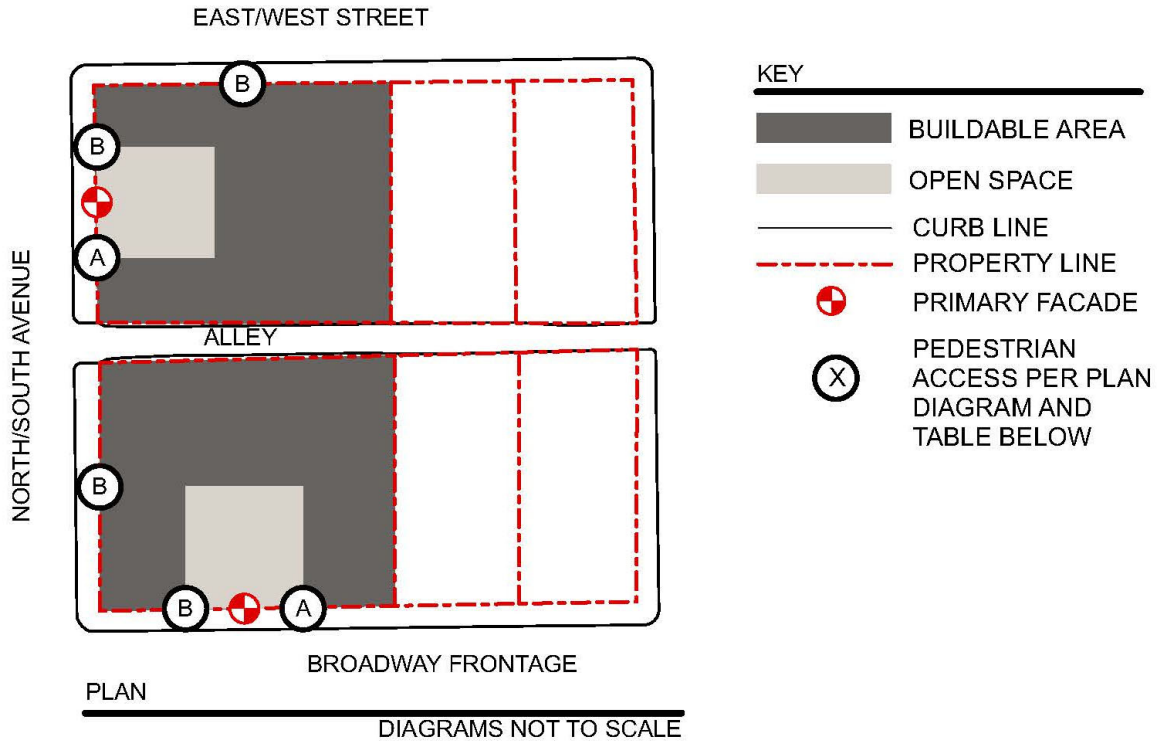 EAST/WEST STREET
B
B
A
NORTH/SOUTH AVENUE
ALLEY
B
B
A
BROADWAY FRONTAGE
PLAN
DIAGRAMS NOT TO SCALE
KEY
BUILDABLE AREA
OPEN SPACE
CURB LINE
PROPERTY LINE
PRIMARY FACADE
X
PEDESTRIAN
ACCESS PER PLAN
DIAGRAM AND
TABLE BELOW